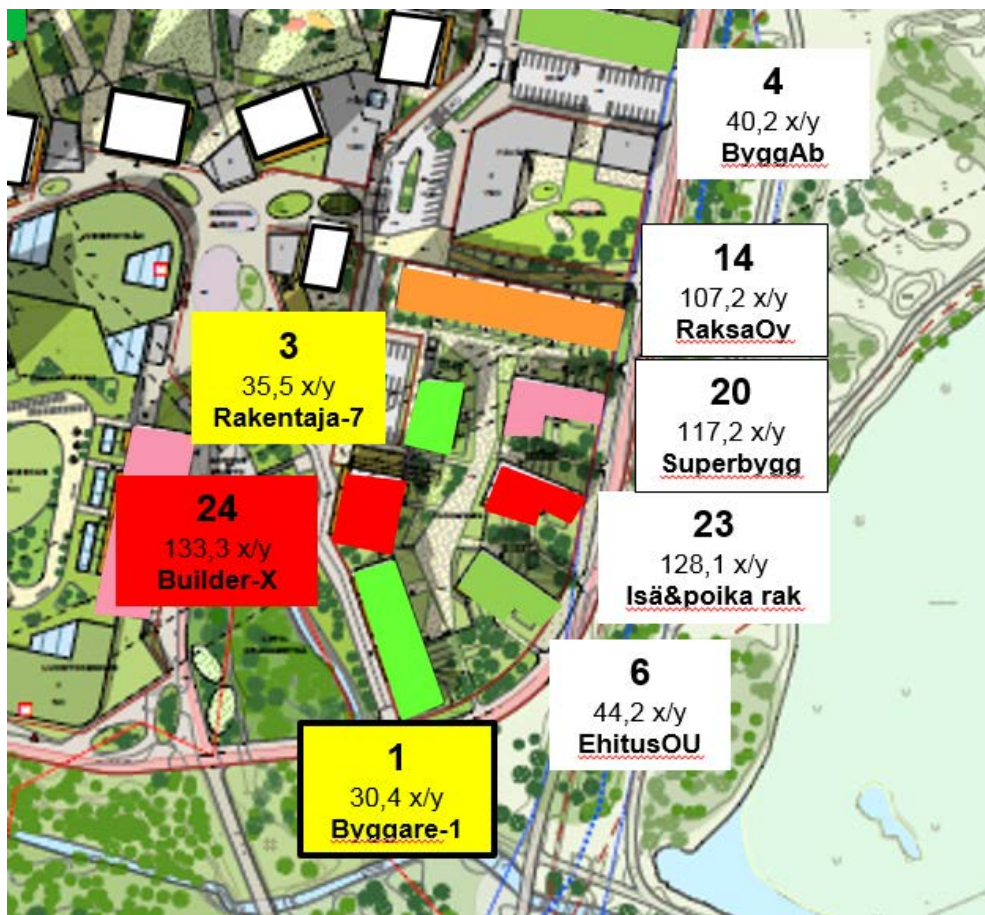 4
40,2 x/y
ByggAb
14
107,2 x/y
RaksaOy
3
35,5 x/y
Rakentaja-7
20
117,2 x/y
Superbygg
24
133,3 x/y
Builder-X
23
128,1 x/y
Isä&poika rak
6
44,2 x/y
EhitusOU
1
30,4 x/y
Byggare-1